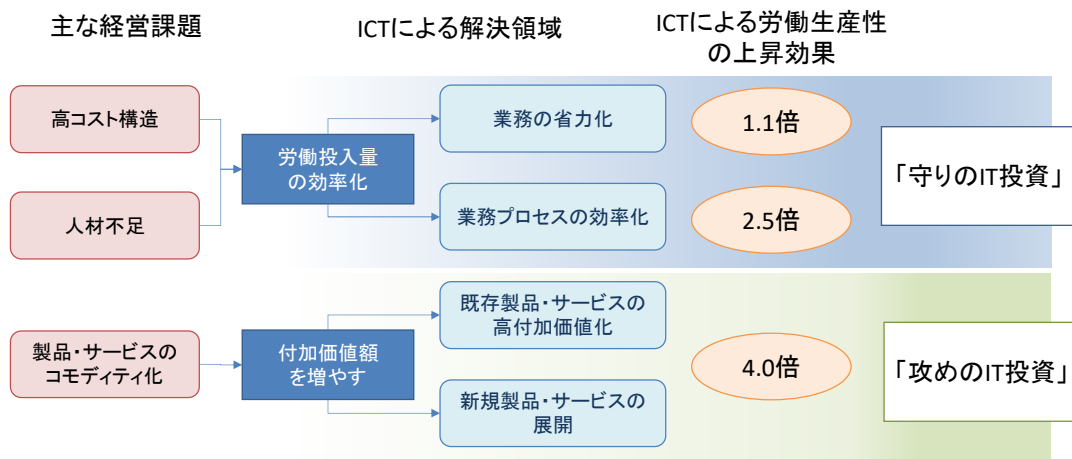 主な経営課題
ICTによる解決領域
ICTによる労働生産性
の上昇効果
高コスト構造
人材不足
労働投入量
の効率化
業務の省力化
1.1倍
業務プロセスの効率化
2.5倍
「守りのIT投資」
製品・サービスの
コモディティ化
付加価値額
を増やす
既存製品・サービスの
高付加価値化
新規製品・サービスの
展開
4.0倍
「攻めのIT投資」